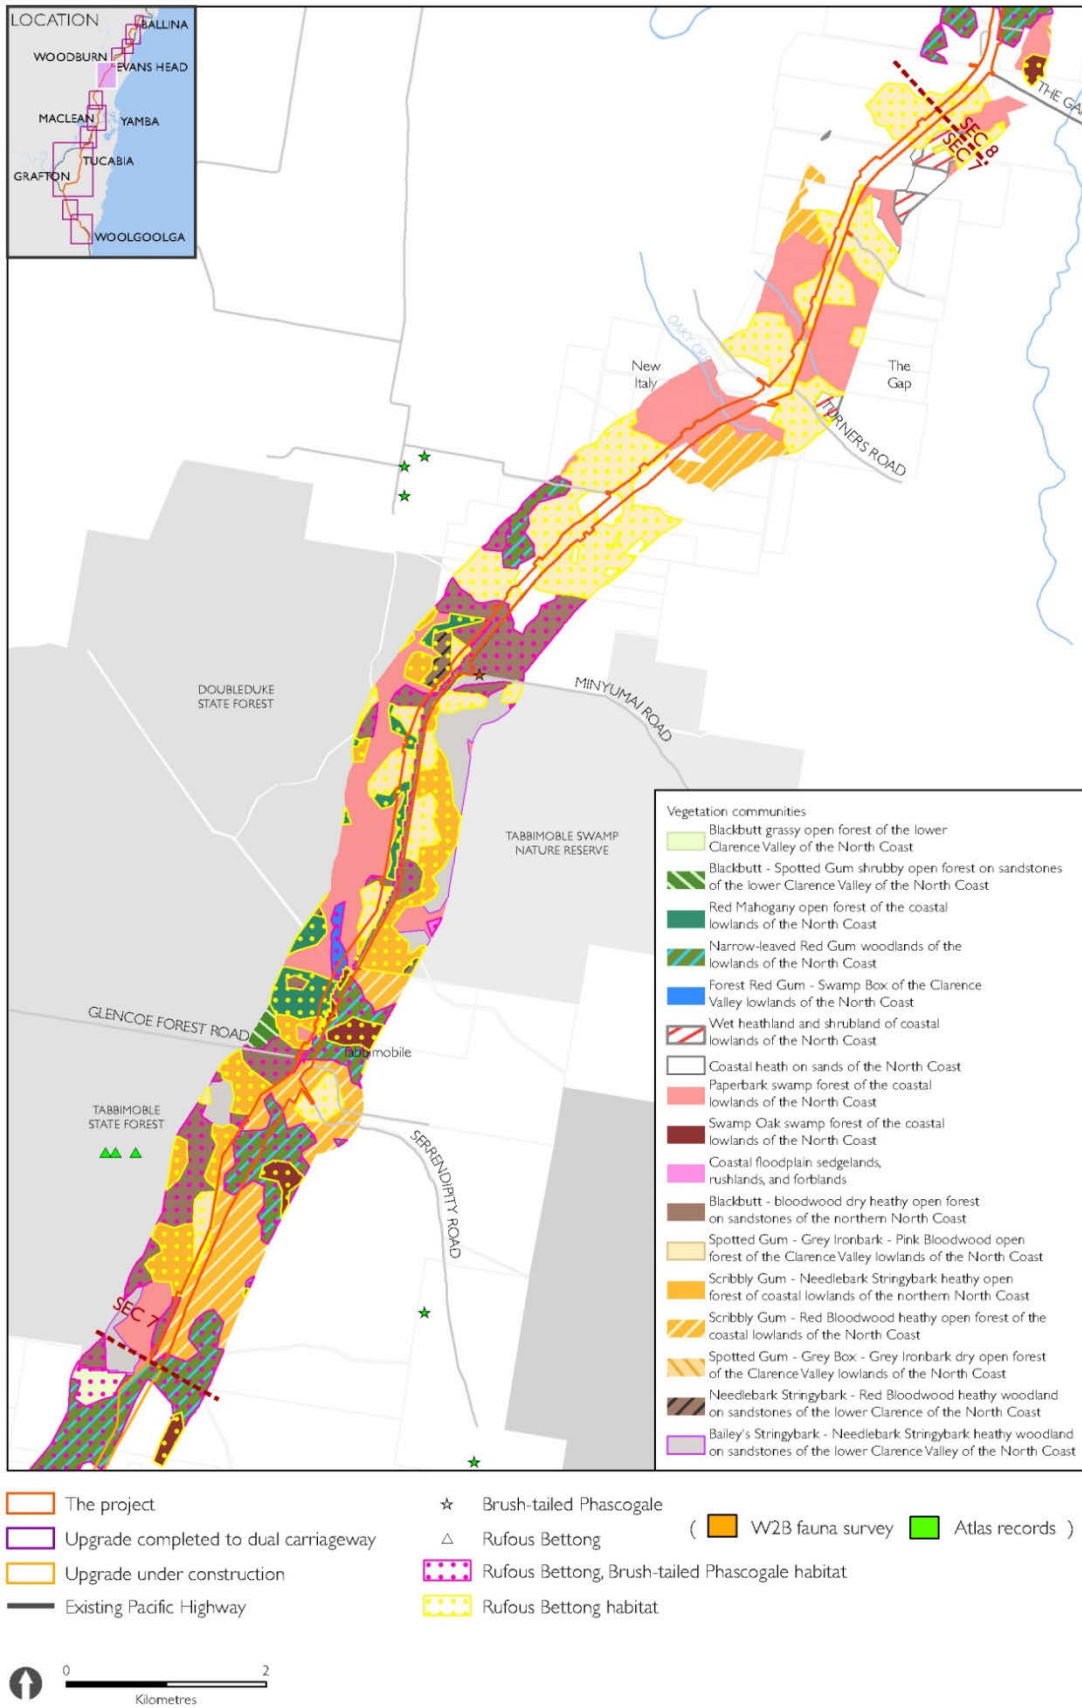 LOCATION
BALLINA
WOODBURN
EVANS HEAD
MACLEAN
YAMBA
TUCABIA
GRAFTON
WOOLGOOLGA
THE GA
SEC 8
SEC 7
OAKY CRE
New
Italy
The
Gap
TURNERS ROAD
DOUBLEDUKE
STATE FOREST
MINYUMAI ROAD
TABBIMOBLE SWAMP
NATURE RESERVE
GLENCOE FOREST ROAD
Tabbimobile
TABBIMOBLE
STATE FOREST
SERRENDIPITY ROAD
SEC 7
Vegetation communities
Blackbutt grassy open forest of the lower
Clarence Valley of the North Coast
Blackbutt - Spotted Gum shrubby open forest on sandstones
of the lower Clarence Valley of the North Coast
Red Mahogany open forest of the coastal
lowlands of the North Coast
Narrow-leaved Red Gum woodlands of the
lowlands of the North Coast
Forest Red Gum - Swamp Box of the Clarence
Valley lowlands of the North Coast
Wet heathland and shrubland of coastal
lowlands of the North Coast
Coastal heath on sands of the North Coast
Paperbark swamp forest of the coastal
lowlands of the North Coast
Swamp Oak swamp forest of the coastal
lowlands of the North Coast
Coastal floodplain sedgelands,
rushlands, and forblands
Blackbutt - bloodwood dry heathy open forest
on sandstones of the northern North Coast
Spotted Gum - Grey Ironbark - Pink Bloodwood open
forest of the Clarence Valley lowlands of the North Coast
Scribbly Gum - Needlebark Stringybark heathy open
forest of coastal lowlands of the northern North Coast
Scribbly Gum - Red Bloodwood heathy open forest of the
coastal lowlands of the North Coast
Spotted Gum - Grey Box - Grey Ironbark dry open forest
of the Clarence Valley lowlands of the North Coast
Needlebark Stringybark - Red Bloodwood heathy woodland
on sandstones of the lower Clarence of the North Coast
Bailey's Stringybark - Needlebark Stringybark heathy woodland
on sandstones of the lower Clarence Valley of the North Coast
The project
Upgrade completed to dual carriageway
Upgrade under construction
Existing Pacific Highway
Brush-tailed Phascogale
Rufous Bettong
Rufous Bettong, Brush-tailed Phascogale habitat
Rufous Bettong habitat
( W2B fauna survey Atlas records )
0 2
Kilometres